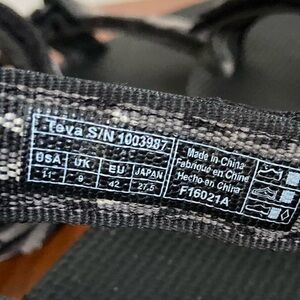 Teva S/N 1003987
USA UK EU JAPAN
11 9 42 27.5
Made in China
Fabriqué en Chine
Hecho en China
F16021A